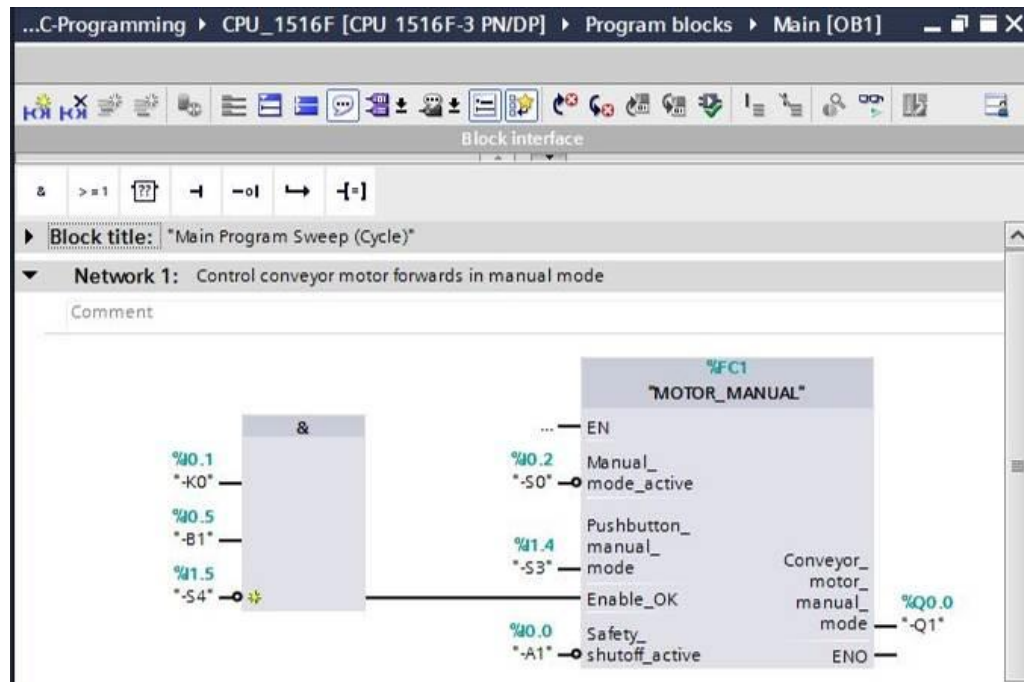 ...C-Programming ▸ CPU_1516F [CPU 1516F-3 PN/DP] ▸ Program blocks ▸ Main [OB1]
Block interface
& >=1 ?? -[=]
Block title: "Main Program Sweep (Cycle)"
Network 1: Control conveyor motor forwards in manual mode
Comment
&
%I0.1
"-K0"
%I0.5
"-B1"
%I1.5
"-S4"
%FC1
"MOTOR_MANUAL"
... EN
%I0.2
"-S0"
Manual_
mode_active
%I1.4
"-S3"
Pushbutton_
manual_
mode
Enable_OK
%I0.0
"-A1"
Safety_
shutoff_active
Conveyor_
motor_
manual_
mode
%Q0.0
"-Q1"
ENO